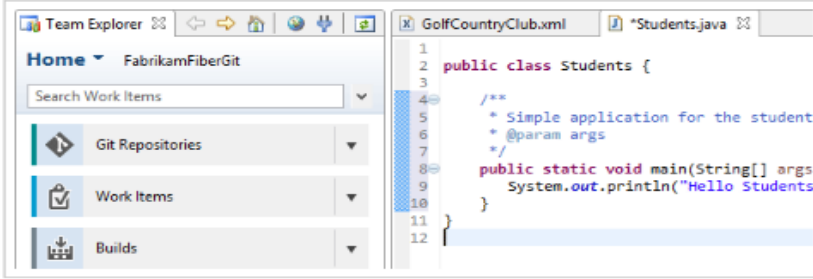 Team Explorer
Home FabrikamFiberGit
Search Work Items
Git Repositories
Work Items
Builds
GolfCountryClub.xml *Students.java
1
2 public class Students {
3
4 /**
5 * Simple application for the student
6 * @param args
7 */
8 public static void main(String[] args
9 System.out.println("Hello Students
10 }
11 }
12